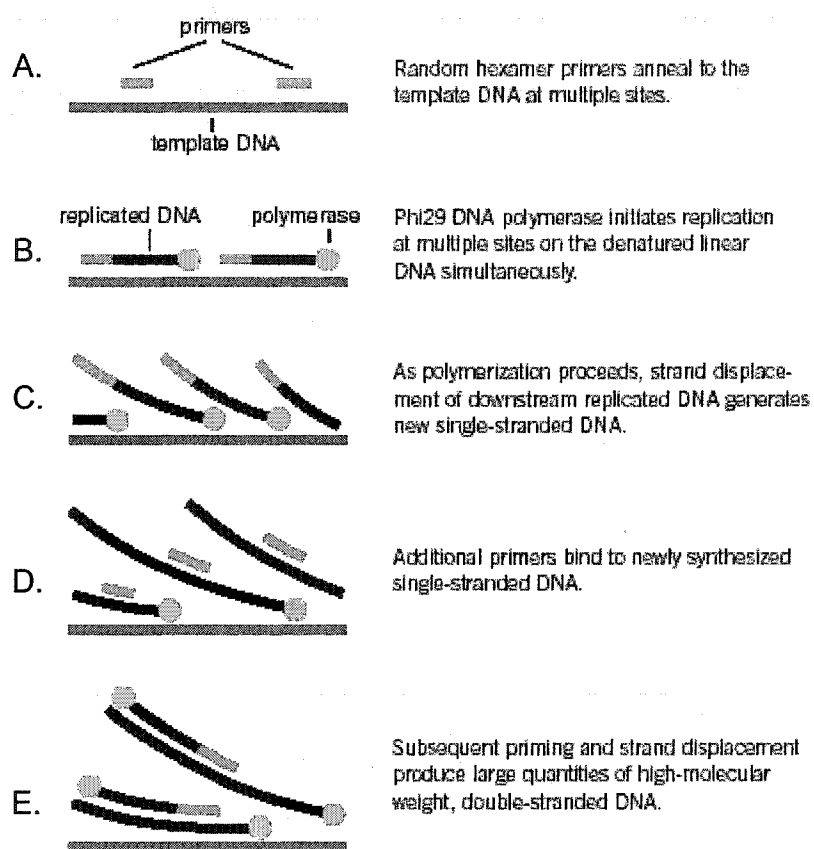 primers
A.
Random hexamer primers anneal to the
template DNA at multiple sites.
template DNA
replicated DNA
polymerase
B.
Phi29 DNA polymerase initiates replication
at multiple sites on the denatured linear
DNA simultaneously.
C.
As polymerization proceeds, strand displace-
ment of downstream replicated DNA generates
new single-stranded DNA.
D.
Additional primers bind to newly synthesized
single-stranded DNA.
E.
Subsequent priming and strand displacement
produce large quantities of high-molecular
weight, double-stranded DNA.